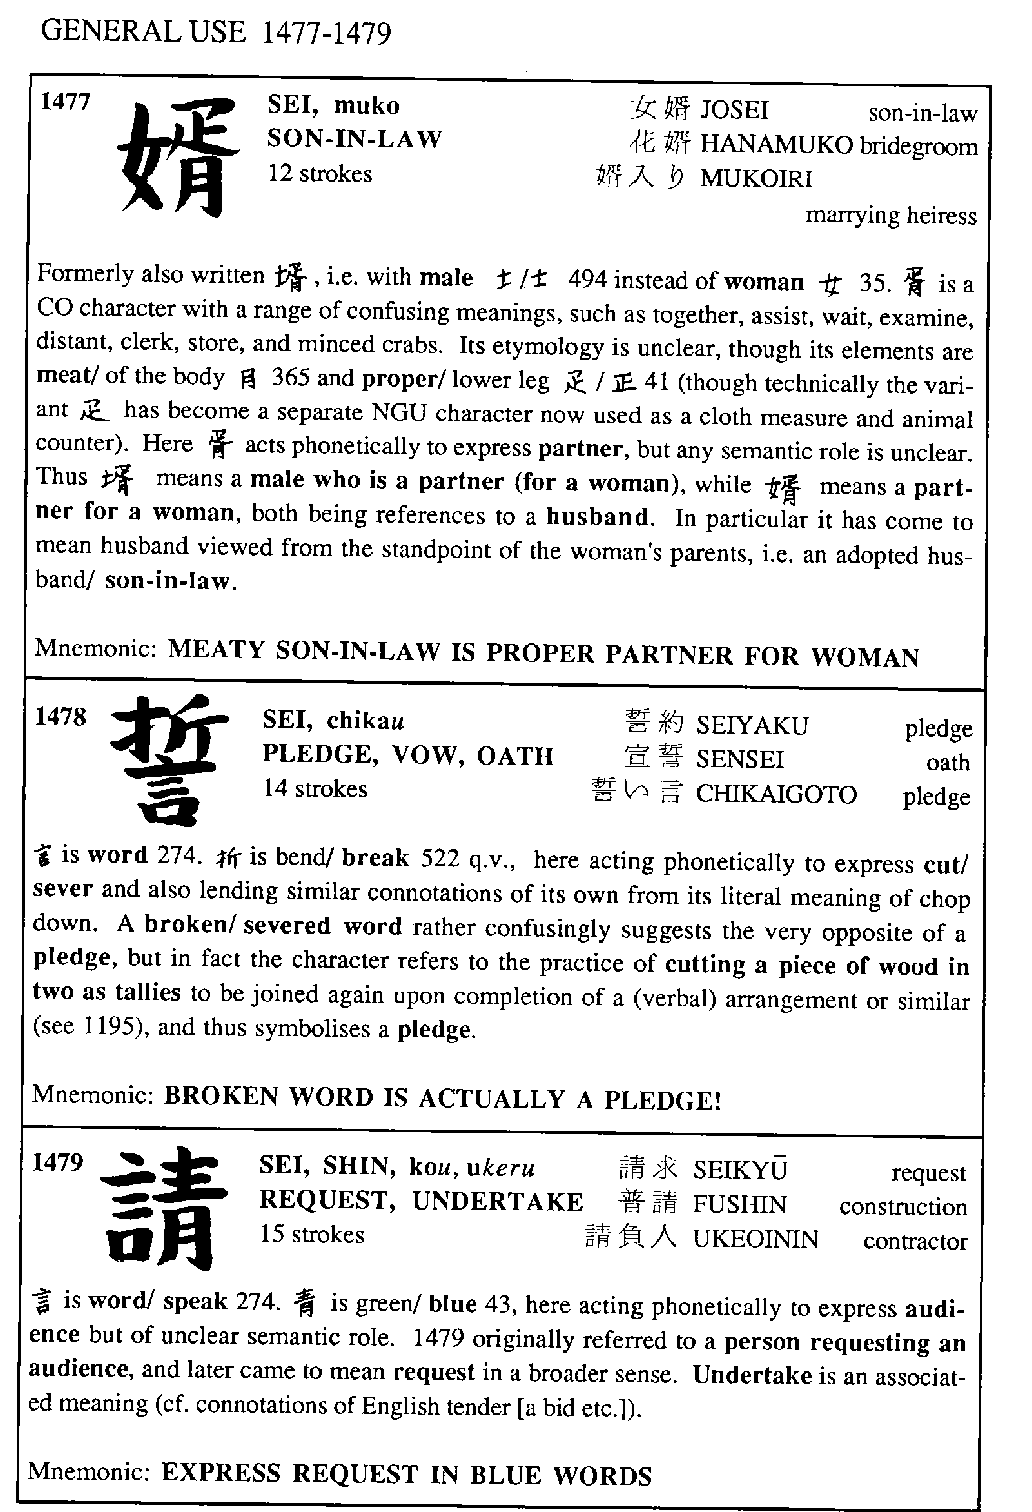 GENERAL USE 1477-1479
1477 婿 SEI, muko 女婿 JOSEI son-in-law
SON-IN-LAW 花婿 HANAMUKO bridegroom
12 strokes 婿入り MUKOIRI
marrying heiress
Formerly also written 壻, i.e. with male 士/士 494 instead of woman 女 35. 胥 is a
CO character with a range of confusing meanings, such as together, assist, wait, examine,
distant, clerk, store, and minced crabs. Its etymology is unclear, though its elements are
meat/ of the body 月 365 and proper/ lower leg 疋/正 41 (though technically the vari-
ant 疋 has become a separate NGU character now used as a cloth measure and animal
counter). Here 胥 acts phonetically to express partner, but any semantic role is unclear.
Thus 壻 means a male who is a partner (for a woman), while 婿 means a part-
ner for a woman, both being references to a husband. In particular it has come to
mean husband viewed from the standpoint of the woman's parents, i.e. an adopted hus-
band/ son-in-law.
Mnemonic: MEATY SON-IN-LAW IS PROPER PARTNER FOR WOMAN
1478 誓 SEI, chikau 誓約 SEIYAKU pledge
PLEDGE, VOW, OATH 宣誓 SENSEI oath
14 strokes 誓い言 CHIKAIGOTO pledge
言 is word 274. 折 is bend/ break 522 q.v., here acting phonetically to express cut/
sever and also lending similar connotations of its own from its literal meaning of chop
down. A broken/ severed word rather confusingly suggests the very opposite of a
pledge, but in fact the character refers to the practice of cutting a piece of wood in
two as tallies to be joined again upon completion of a (verbal) arrangement or similar
(see 1195), and thus symbolises a pledge.
Mnemonic: BROKEN WORD IS ACTUALLY A PLEDGE!
1479 請 SEI, SHIN, kou, ukeru 請求 SEIKYŪ request
REQUEST, UNDERTAKE 普請 FUSHIN construction
15 strokes 請負人 UKEOININ contractor
言 is word/ speak 274. 青 is green/ blue 43, here acting phonetically to express audi-
ence but of unclear semantic role. 1479 originally referred to a person requesting an
audience, and later came to mean request in a broader sense. Undertake is an associat-
ed meaning (cf. connotations of English tender [a bid etc.]).
Mnemonic: EXPRESS REQUEST IN BLUE WORDS